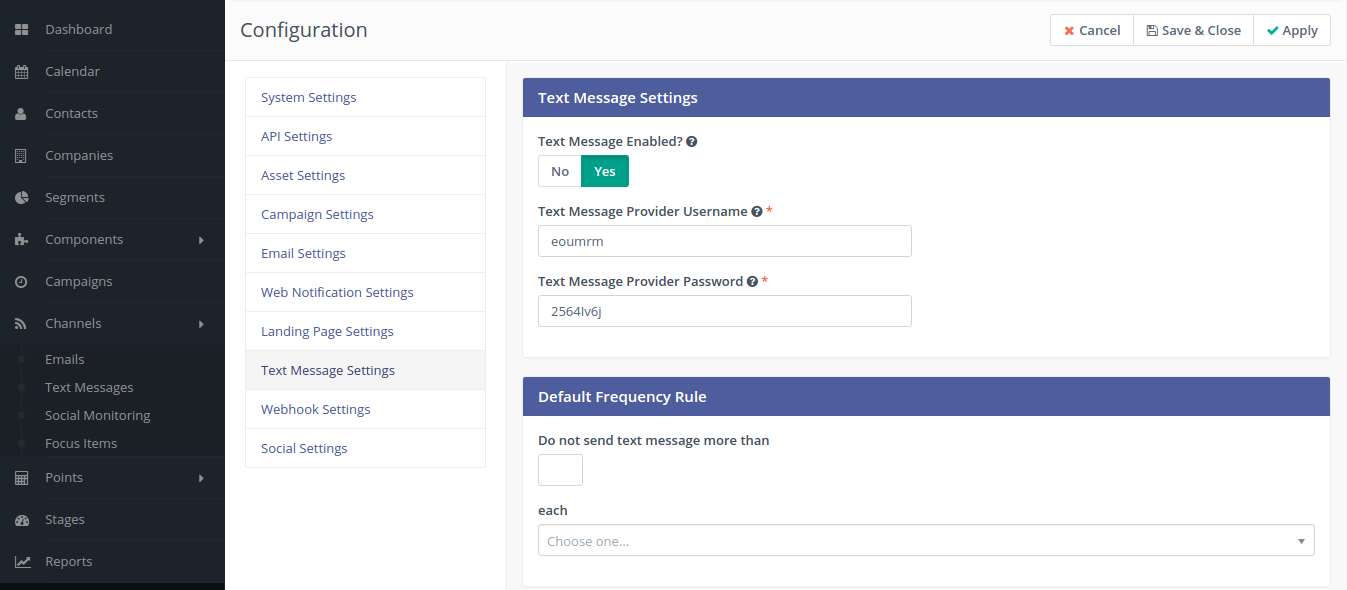 Dashboard
Calendar
Contacts
Companies
Segments
Components
Campaigns
Channels
Emails
Text Messages
Social Monitoring
Focus Items
Points
Stages
Reports
Configuration
Cancel
Save & Close
Apply
System Settings
API Settings
Asset Settings
Campaign Settings
Email Settings
Web Notification Settings
Landing Page Settings
Text Message Settings
Webhook Settings
Social Settings
Text Message Settings
Text Message Enabled?
No Yes
Text Message Provider Username *
eoumrm
Text Message Provider Password *
2564lv6j
Default Frequency Rule
Do not send text message more than
each
Choose one...